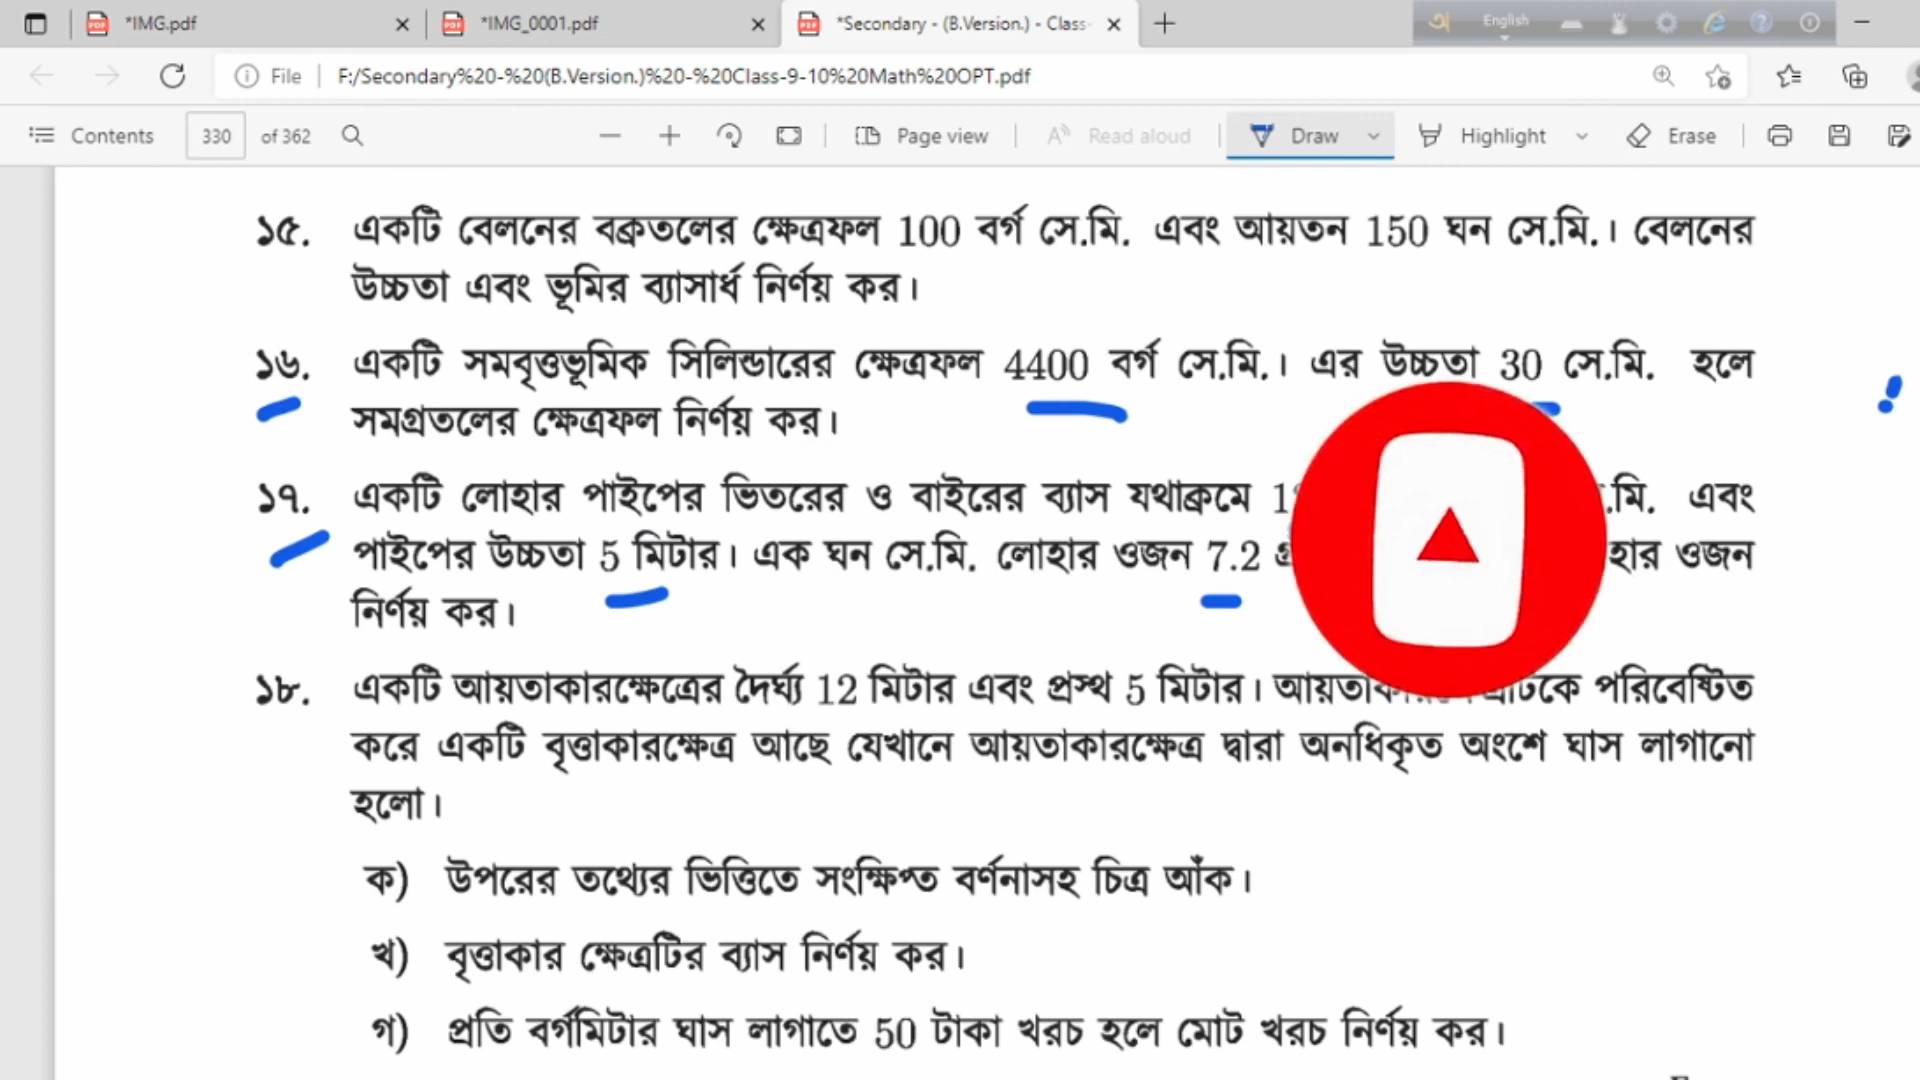 *IMG.pdf
*IMG_0001.pdf
*Secondary - (B.Version.) - Class-
English
File
F:/Secondary%20-%20(B.Version.)%20-%20Class-9-10%20Math%20OPT.pdf
Contents 330 of 362
Page view
Read aloud
Draw
Highlight
Erase
১৫. একটি বেলনের বক্রতলের ক্ষেত্রফল 100 বর্গ সে.মি. এবং আয়তন 150 ঘন সে.মি.। বেলনের
উচ্চতা এবং ভূমির ব্যাসার্ধ নির্ণয় কর।
১৬. একটি সমবৃত্তভূমিক সিলিন্ডারের ক্ষেত্রফল 4400 বর্গ সে.মি.। এর উচ্চতা 30 সে.মি. হলে
সমগ্রতলের ক্ষেত্রফল নির্ণয় কর।
১৭. একটি লোহার পাইপের ভিতরের ও বাইরের ব্যাস যথাক্রমে .মি. এবং
পাইপের উচ্চতা 5 মিটার। এক ঘন সে.মি. লোহার ওজন 7.2 হার ওজন
নির্ণয় কর।
১৮. একটি আয়তাকারক্ষেত্রের দৈর্ঘ্য 12 মিটার এবং প্রস্থ 5 মিটার। পরিবেষ্টিত
করে একটি বৃত্তাকারক্ষেত্র আছে যেখানে আয়তাকারক্ষেত্র দ্বারা অনধিকৃত অংশে ঘাস লাগানো
হলো।
ক) উপরের তথ্যের ভিত্তিতে সংক্ষিপ্ত বর্ণনাসহ চিত্র আঁক।
খ) বৃত্তাকার ক্ষেত্রটির ব্যাস নির্ণয় কর।
গ) প্রতি বর্গমিটার ঘাস লাগাতে 50 টাকা খরচ হলে মোট খরচ নির্ণয় কর।